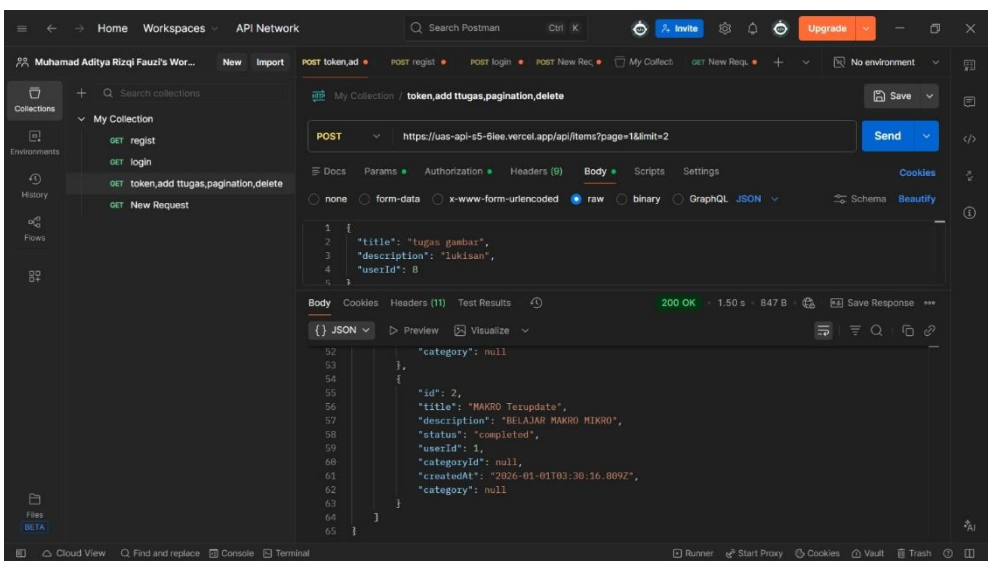 Home Workspaces API Network Search Postman Ctrl K Invite Upgrade
Muhamad Aditya Rizqi Fauzi's Wor... New Import POST token,ad POST regist POST login POST New Rec My Collecti GET New Requ No environment
Collections
Search collections
My Collection / token,add ttugas,pagination,delete Save
My Collection
GET regist
POST https://uas-api-s5-6iee.vercel.app/api/items?page=1&limit=2 Send
Environments
GET login
GET token,add ttugas,pagination,delete
Docs Params Authorization Headers (9) Body Scripts Settings Cookies
History
GET New Request
none form-data x-www-form-urlencoded raw binary GraphQL JSON Schema Beautify
Flows
1 {
2 "title": "tugas gambar",
3 "description": "lukisan",
4 "userId": 8
5 }
Body Cookies Headers (11) Test Results 200 OK 1.50 s 847 B Save Response
{} JSON Preview Visualize
52 "category": null
53 },
54 {
55 "id": 2,
56 "title": "MAKRO Terupdate",
57 "description": "BELAJAR MAKRO MIKRO",
58 "status": "completed",
59 "userId": 1,
60 "categoryId": null,
61 "createdAt": "2026-01-01T03:30:16.809Z",
62 "category": null
63 }
64 ]
65 }
Files
BETA
AI
Cloud View Find and replace Console Terminal Runner Start Proxy Cookies Vault Trash